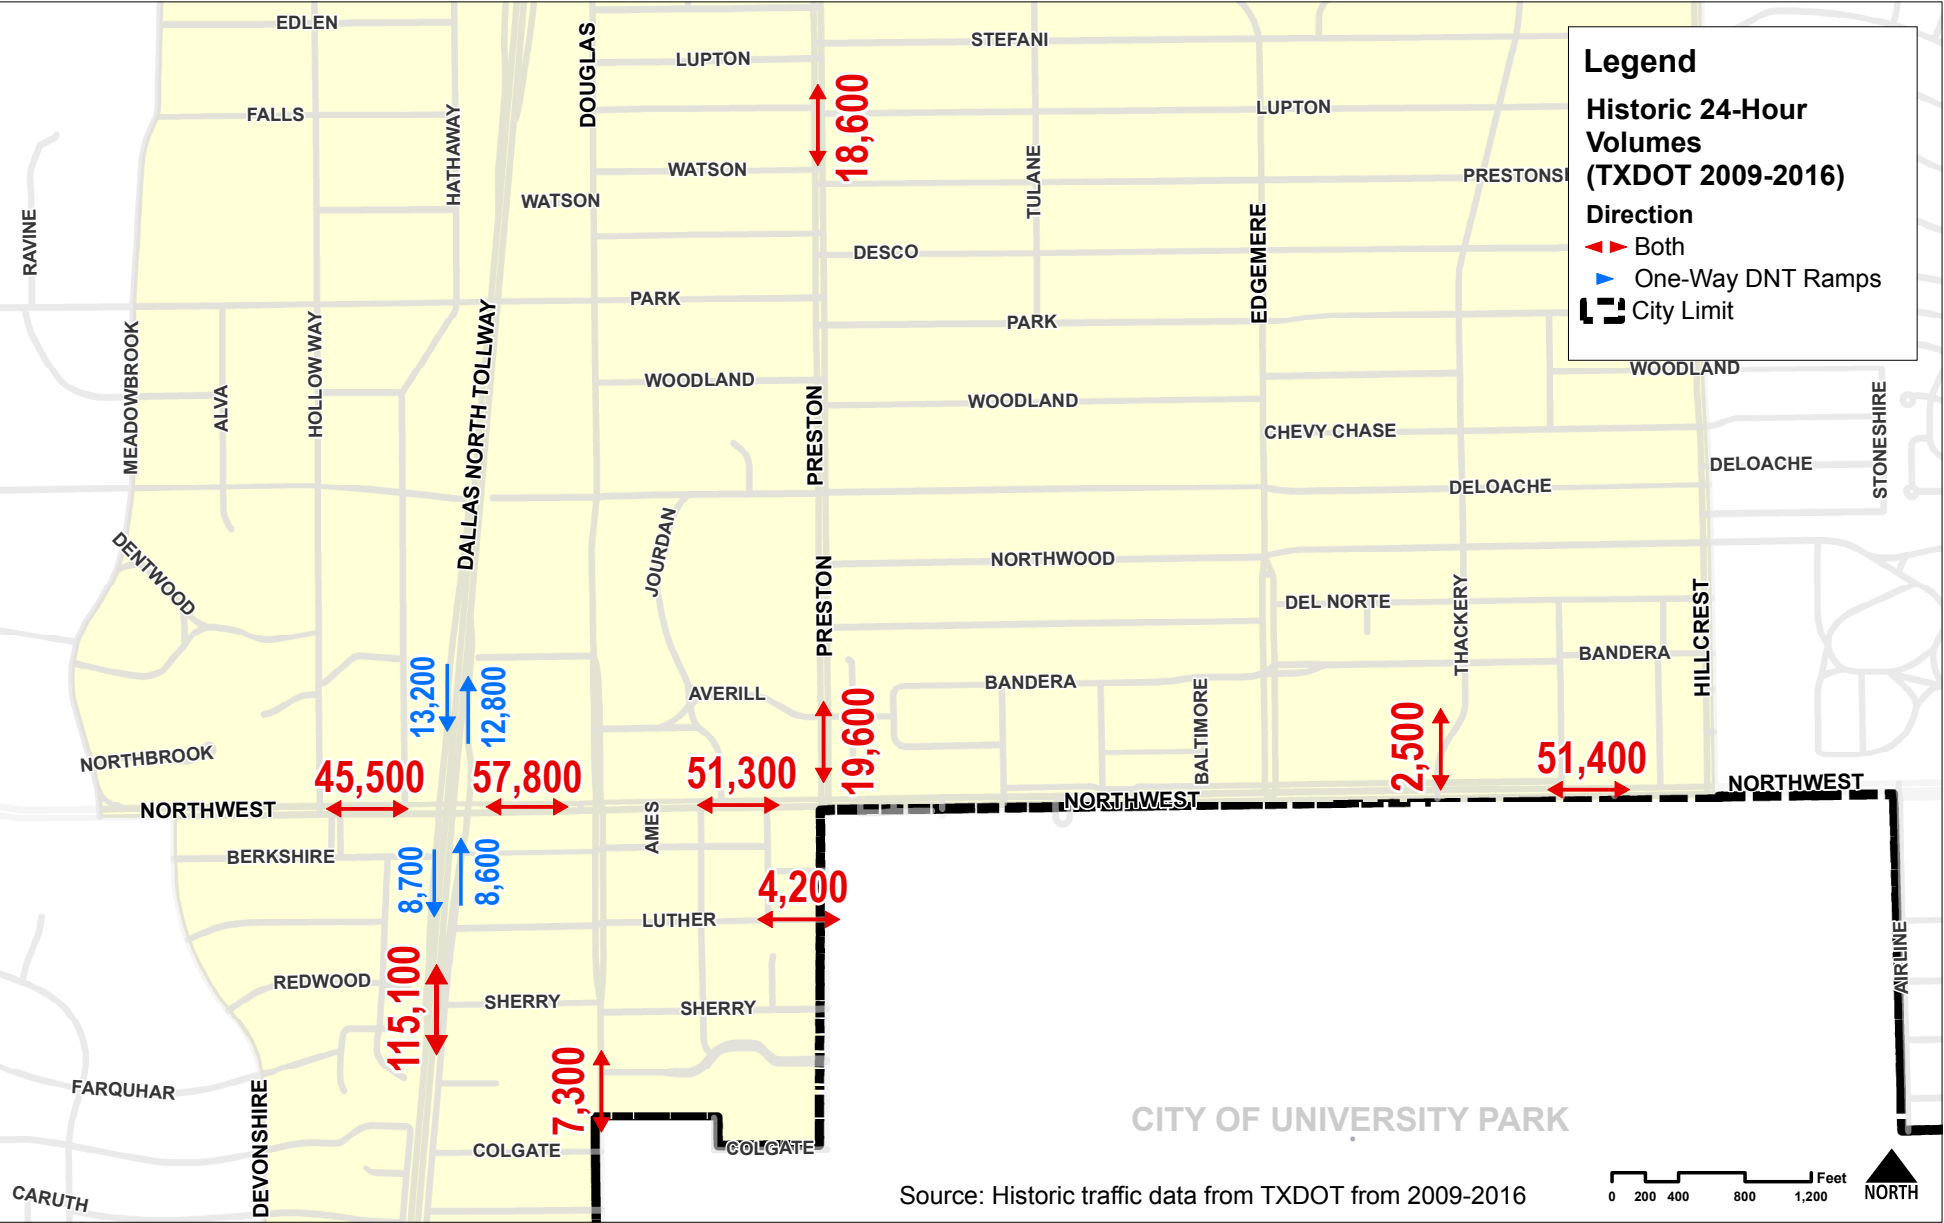 EDLEN
DOUGLAS
LUPTON
STEFANI
Legend
Historic 24-Hour
Volumes
(TXDOT 2009-2016)
Direction
Both
One-Way DNT Ramps
City Limit
FALLS
HATHAWAY
18,600
LUPTON
WATSON
TULANE
PRESTONSI
WATSON
RAVINE
EDGEMERE
DESCO
PARK
PARK
MEADOWBROOK
ALVA
HOLLOW WAY
DALLAS NORTH TOLLWAY
WOODLAND
PRESTON
WOODLAND
WOODLAND
STONESHIRE
CHEVY CHASE
DELOACHE
DELOACHE
DENTWOOD
JOURDAN
PRESTON
NORTHWOOD
DEL NORTE
THACKERY
HILLCREST
BANDERA
13,200
12,800
AVERILL
BANDERA
BALTIMORE
19,600
2,500
51,400
NORTHBROOK
45,500
57,800
51,300
NORTHWEST
NORTHWEST
NORTHWEST
AMES
BERKSHIRE
8,700
8,600
4,200
LUTHER
AIRLINE
REDWOOD
115,100
SHERRY
SHERRY
7,300
FARQUHAR
DEVONSHIRE
CITY OF UNIVERSITY PARK
COLGATE
COLGATE
CARUTH
Source: Historic traffic data from TXDOT from 2009-2016
Feet
0 200 400 800 1,200
NORTH